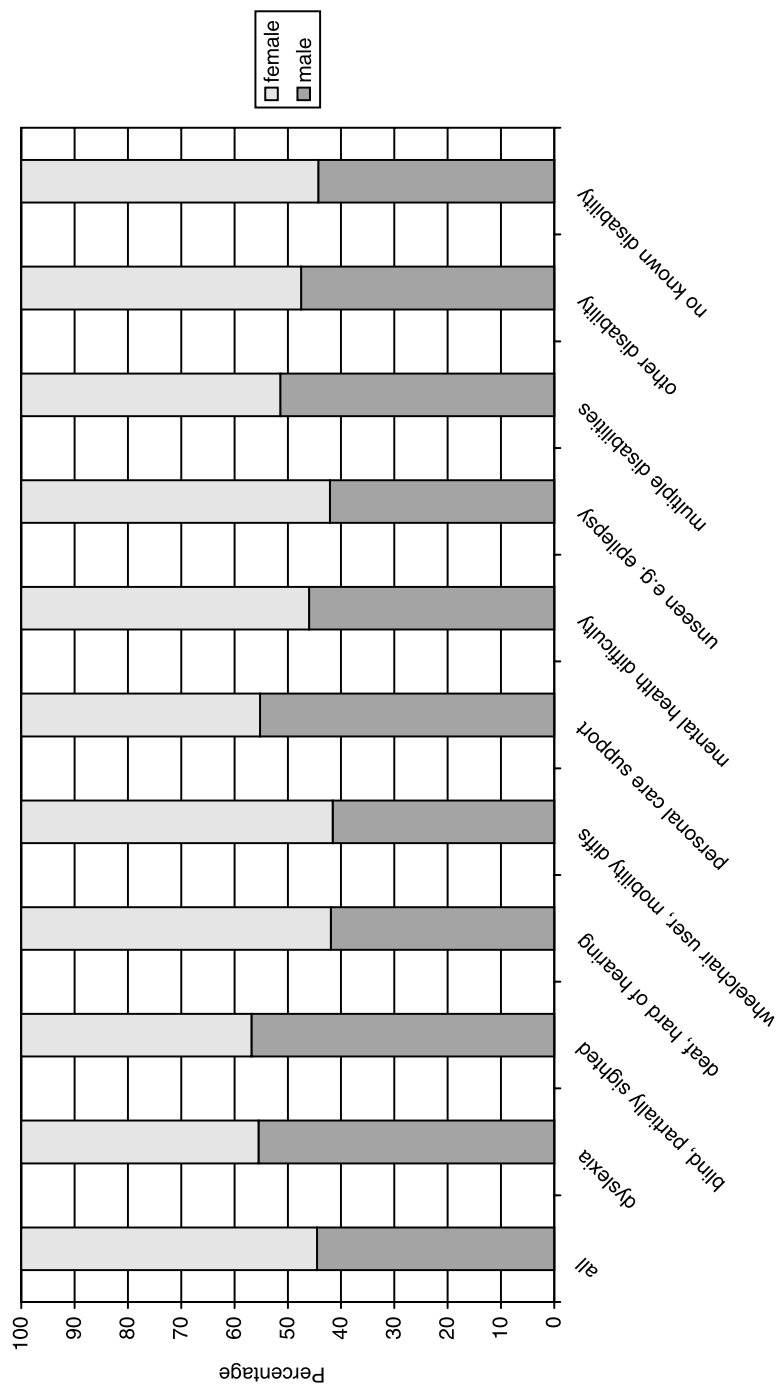 female
male
100
90
80
70
60
50
40
30
20
10
0
Percentage
all
dyslexia
blind, partially sighted
deaf, hard of hearing
wheelchair user, mobility diffs
personal care support
mental health difficulty
unseen e.g. epilepsy
multiple disabilities
other disability
no known disability